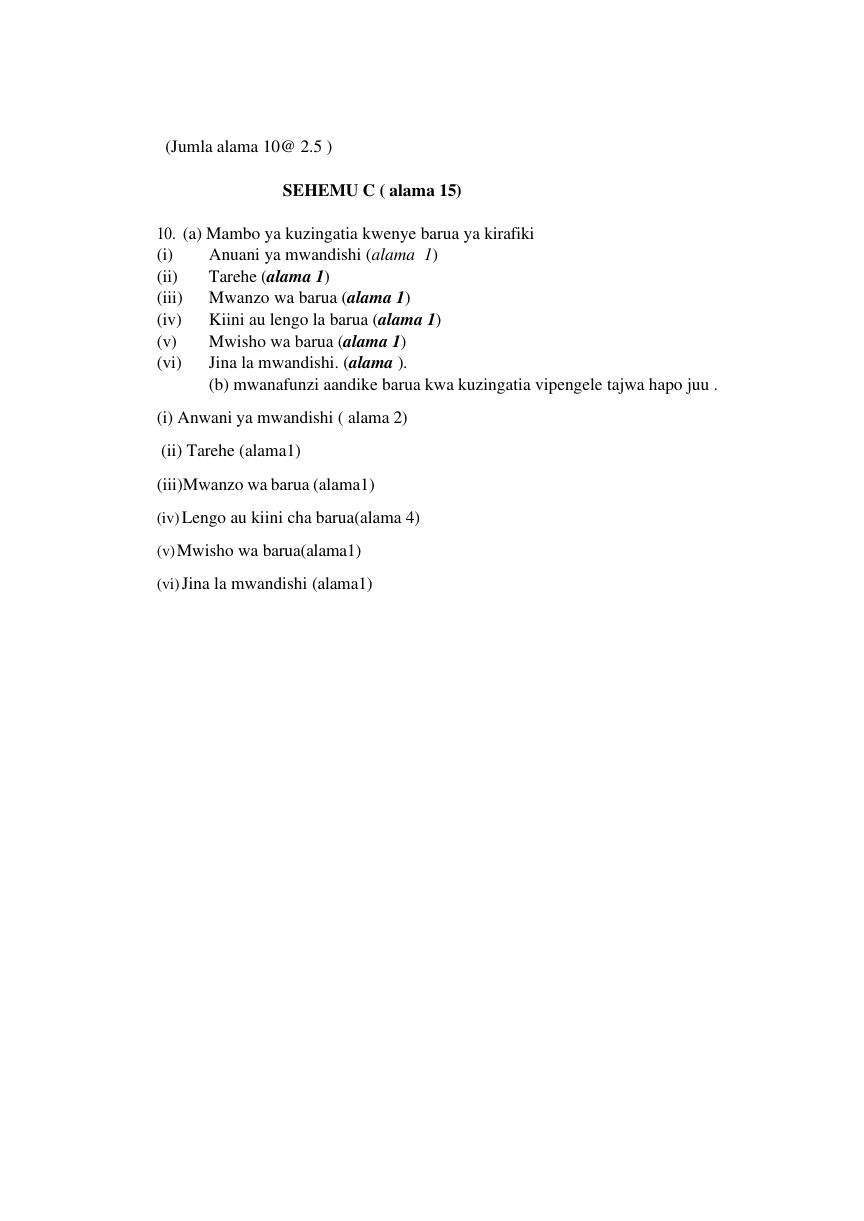 (Jumla alama 10@ 2.5 )
SEHEMU C ( alama 15)
10. (a) Mambo ya kuzingatia kwenye barua ya kirafiki
(i) Anuani ya mwandishi (alama 1)
(ii) Tarehe (alama 1)
(iii) Mwanzo wa barua (alama 1)
(iv) Kiini au lengo la barua (alama 1)
(v) Mwisho wa barua (alama 1)
(vi) Jina la mwandishi. (alama ).
(b) mwanafunzi aandike barua kwa kuzingatia vipengele tajwa hapo juu .
(i) Anwani ya mwandishi ( alama 2)
(ii) Tarehe (alama1)
(iii)Mwanzo wa barua (alama1)
(iv) Lengo au kiini cha barua(alama 4)
(v) Mwisho wa barua(alama1)
(vi) Jina la mwandishi (alama1)